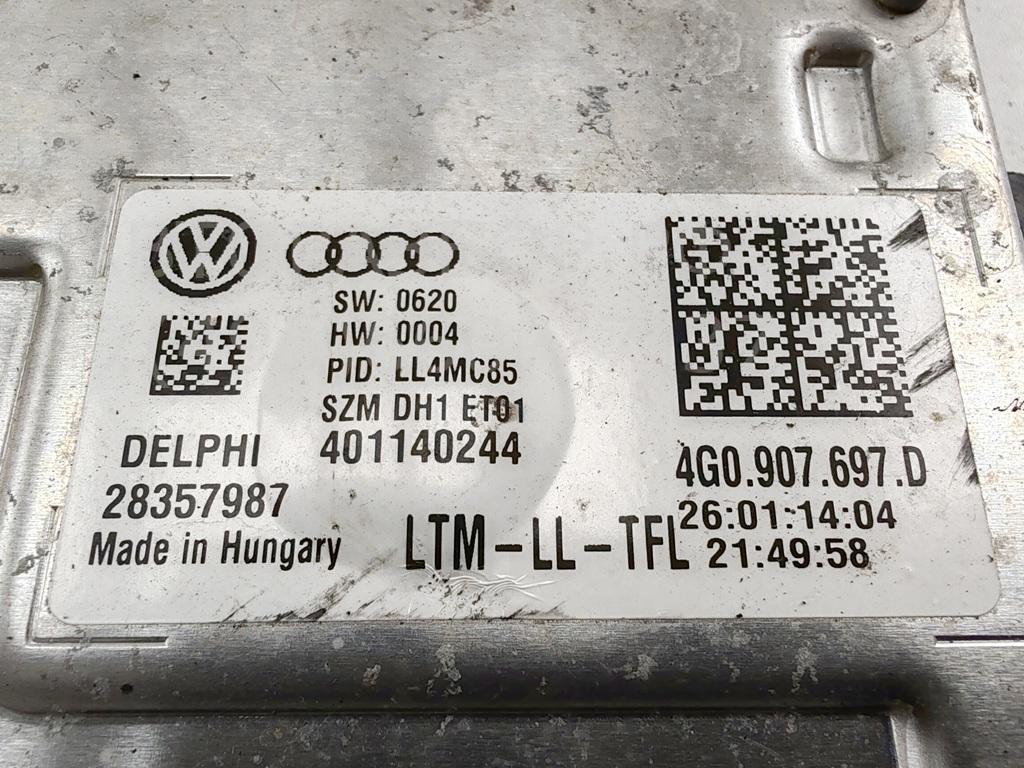 SW: 0620
HW: 0004
PID: LL4MC85
SZM DH1 ET01
401140244
DELPHI
28357987
Made in Hungary
LTM-LL-TFL
4G0.907.697.D
26:01:14:04
21:49:58